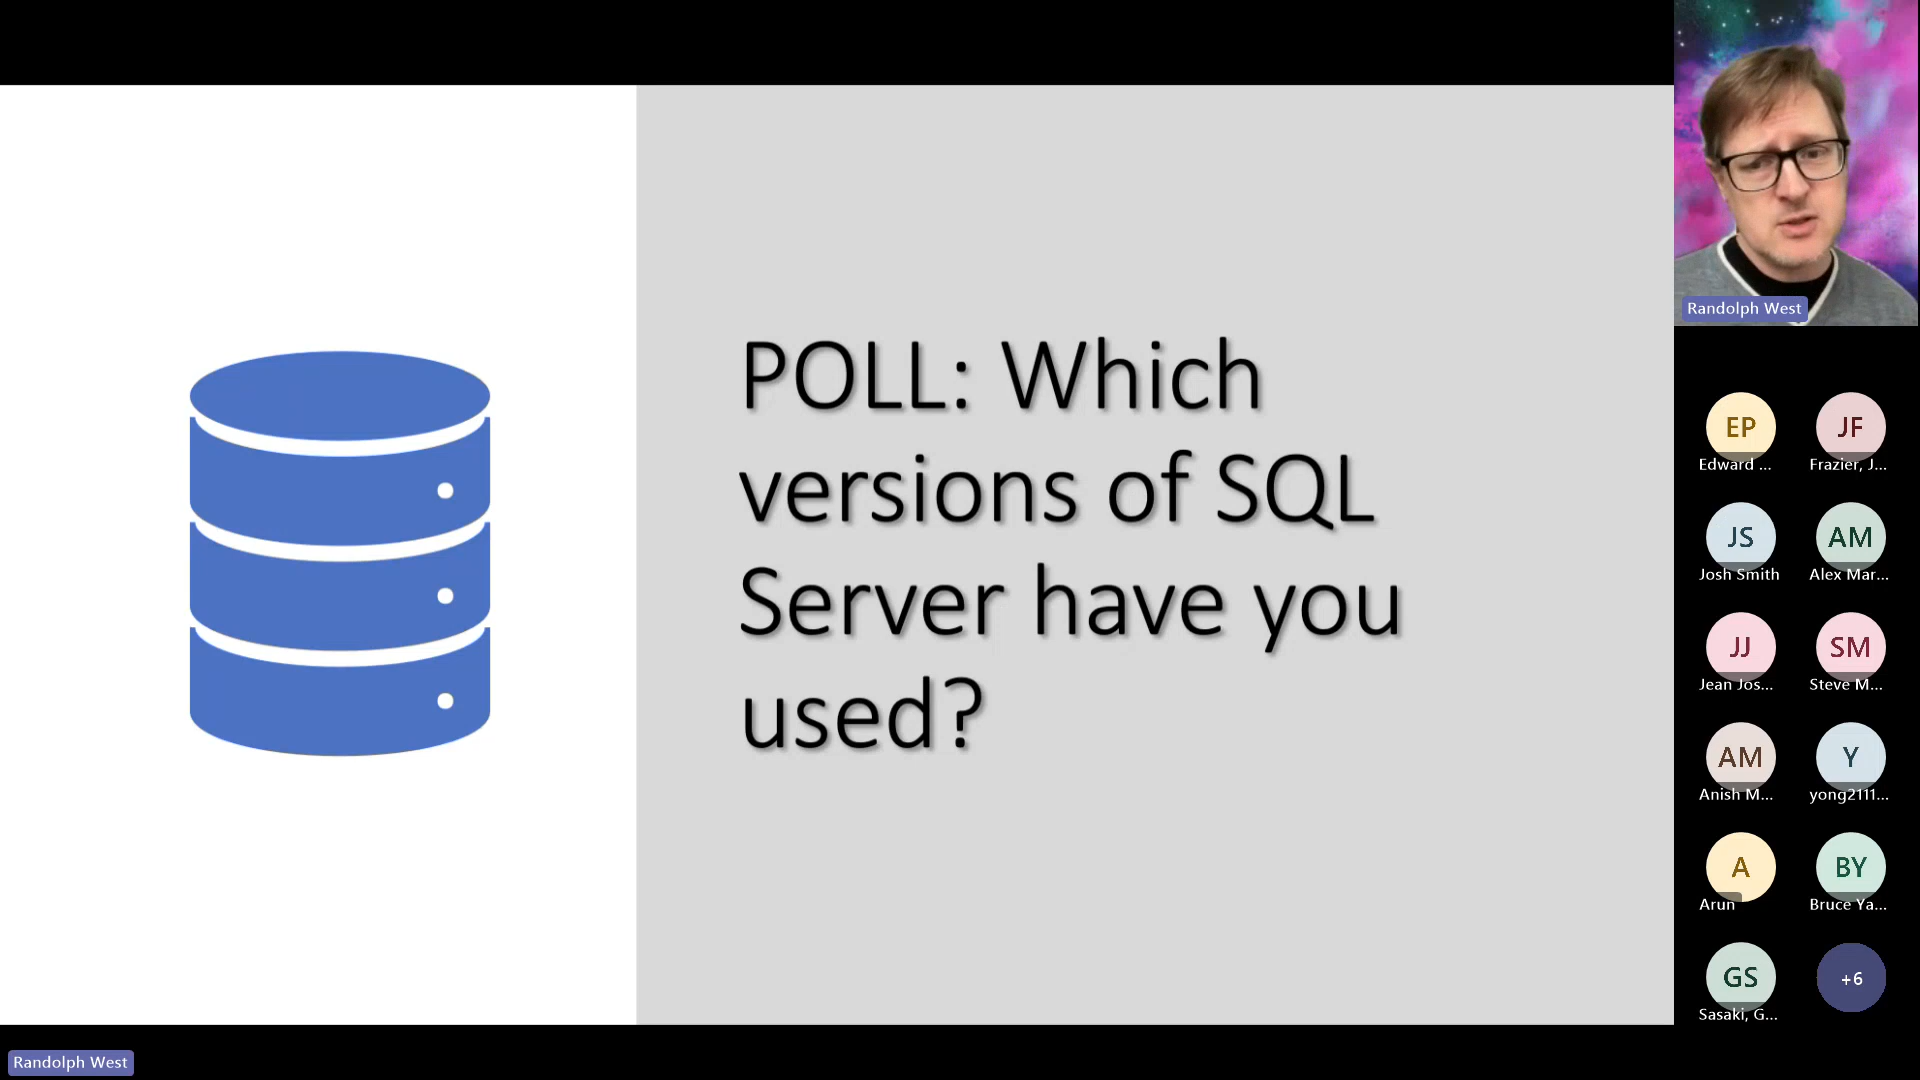 POLL: Which
versions of SQL
Server have you
used?
Randolph West
EP
Edward ...
JF
Frazier, J...
JS
Josh Smith
AM
Alex Mar...
JJ
Jean Jos...
SM
Steve M...
AM
Anish M...
Y
yong2111...
A
Arun
BY
Bruce Ya...
GS
Sasaki, G...
+6
Randolph West